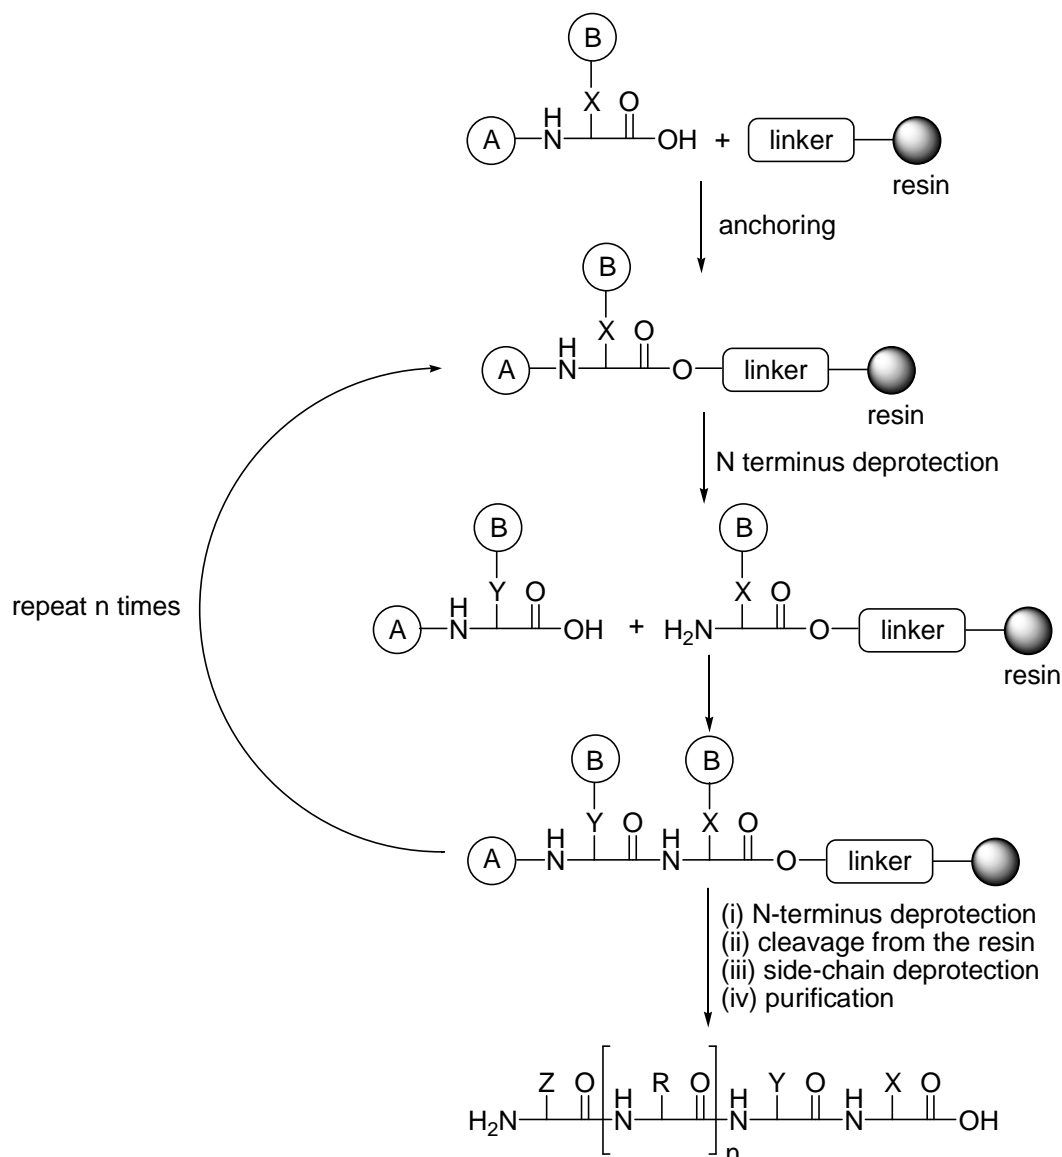 B
X O
H
A N OH + linker
resin
anchoring
B
X O
H
A N O linker
resin
N terminus deprotection
B B
Y O X O
repeat n times
H
A N OH + H₂N O linker
resin
B B
Y O X O
H H
A N N O linker
(i) N-terminus deprotection
(ii) cleavage from the resin
(iii) side-chain deprotection
(iv) purification
Z O R O Y O X O
H H H
H₂N N N N OH
n